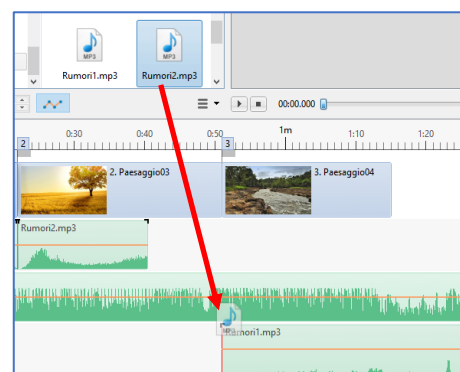 MP3
MP3
Rumori1.mp3
Rumori2.mp3
00:00.000
0:30
0:40
0:50
1m
1:10
1:20
2
3
2. Paesaggio03
3. Paesaggio04
Rumori2.mp3
Rumori1.mp3